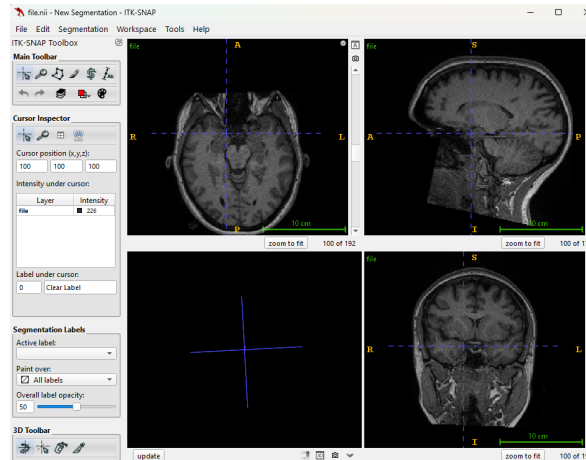 file.nii - New Segmentation - ITK-SNAP
File Edit Segmentation Workspace Tools Help
ITK-SNAP Toolbox
Main Toolbar
Cursor Inspector
Cursor position (x,y,z):
100 100 100
Intensity under cursor:
Layer Intensity
file 226
Label under cursor:
0 Clear Label
Segmentation Labels
Active label:
Paint over:
All labels
Overall label opacity:
50
3D Toolbar
file
A
A
R
L
P
10 cm
zoom to fit 100 of 192
file
S
A
P
I
10 cm
zoom to fit
update
file
S
R
L
I
10 cm
zoom to fit